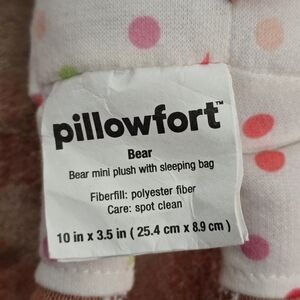 pillowfort™
Bear
Bear mini plush with sleeping bag
Fiberfill: polyester fiber
Care: spot clean
10 in x 3.5 in ( 25.4 cm x 8.9 cm )